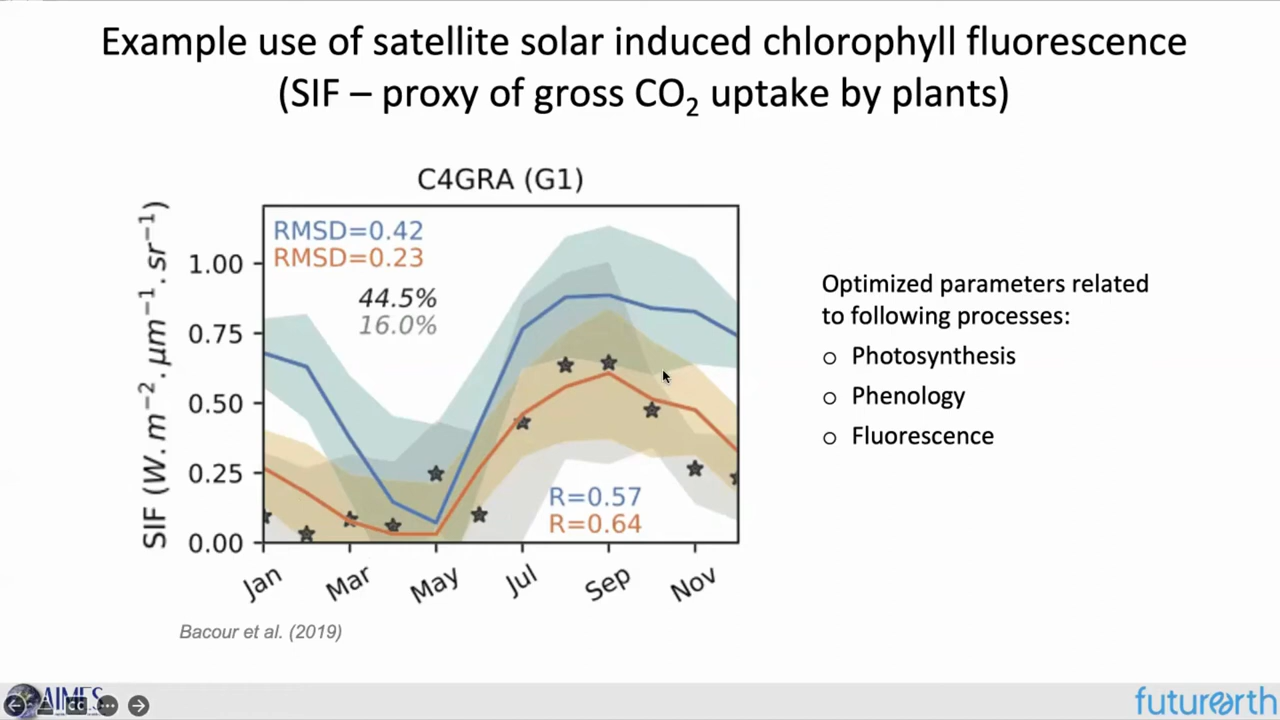 Example use of satellite solar induced chlorophyll fluorescence
(SIF – proxy of gross CO₂ uptake by plants)
C4GRA (G1)
SIF (W.m⁻².μm⁻¹.sr⁻¹)
1.00
0.75
0.50
0.25
0.00
RMSD=0.42
RMSD=0.23
44.5%
16.0%
R=0.57
R=0.64
Jan
Mar
May
Jul
Sep
Nov
Bacour et al. (2019)
Optimized parameters related
to following processes:
Photosynthesis
Phenology
Fluorescence
AIMES
CC
futurearth